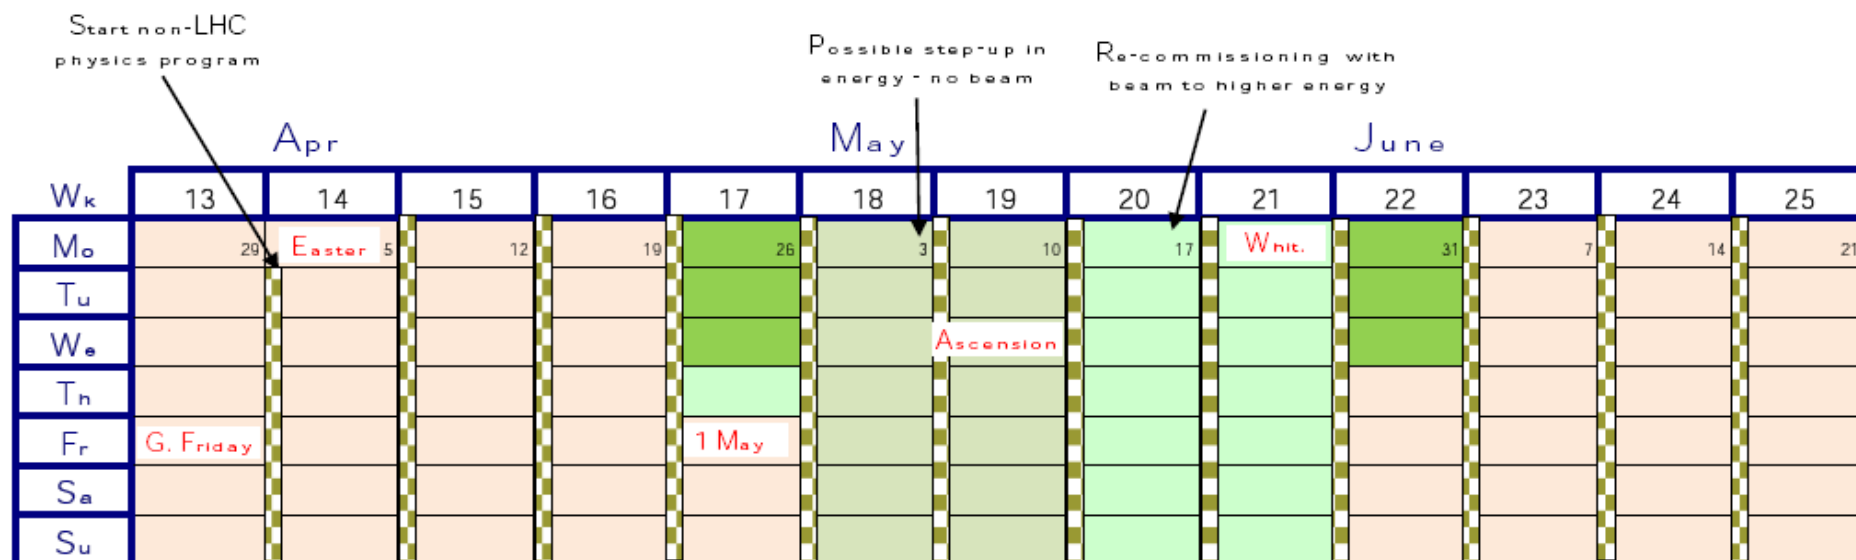 Start non-LHC
physics program
Possible step-up in
energy - no beam
Re-commissioning with
beam to higher energy
Apr May June
Wk 13 14 15 16 17 18 19 20 21 22 23 24 25
Mo 29 Easter 5 12 19 26 3 10 17 Whit. 31 7 14 21
Tu
We Ascension
Th
Fr G. Friday 1 May
Sa
Su